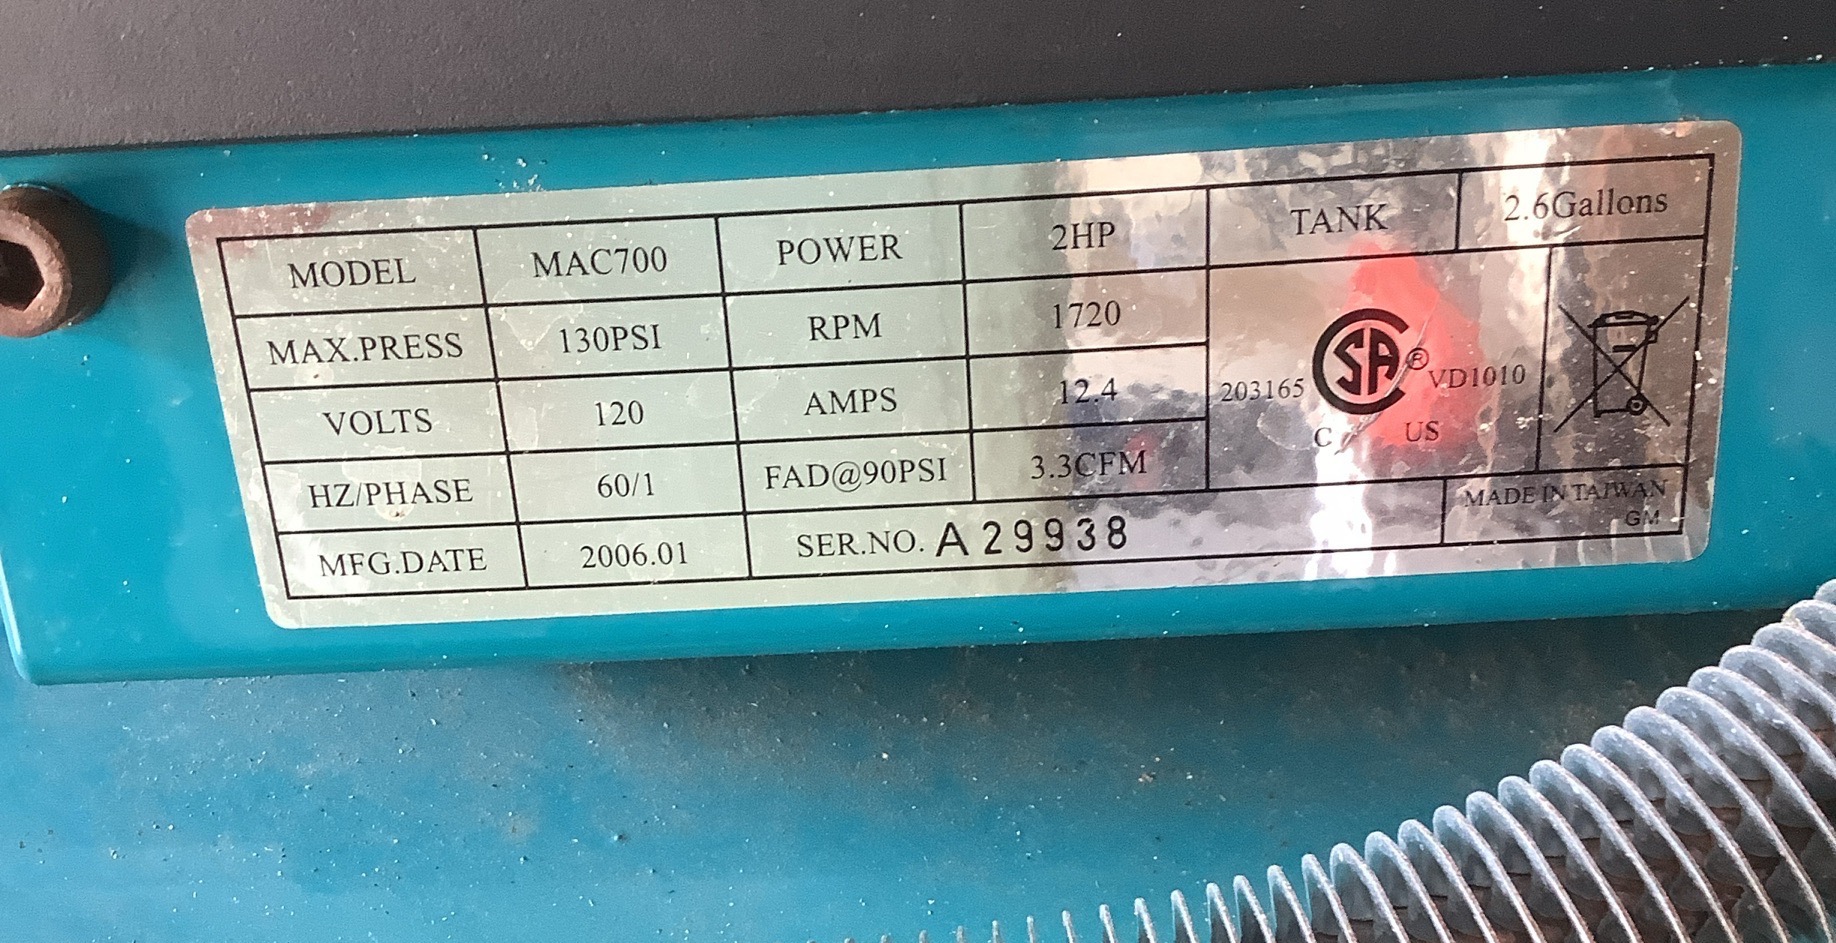 MODEL MAC700 POWER 2HP TANK 2.6Gallons
MAX.PRESS 130PSI RPM 1720
VOLTS 120 AMPS 12.4 203165 SA ® VD1010
C US
HZ/PHASE 60/1 FAD@90PSI 3.3CFM
MADE IN TAIWAN
GM
MFG.DATE 2006.01 SER.NO. A29938